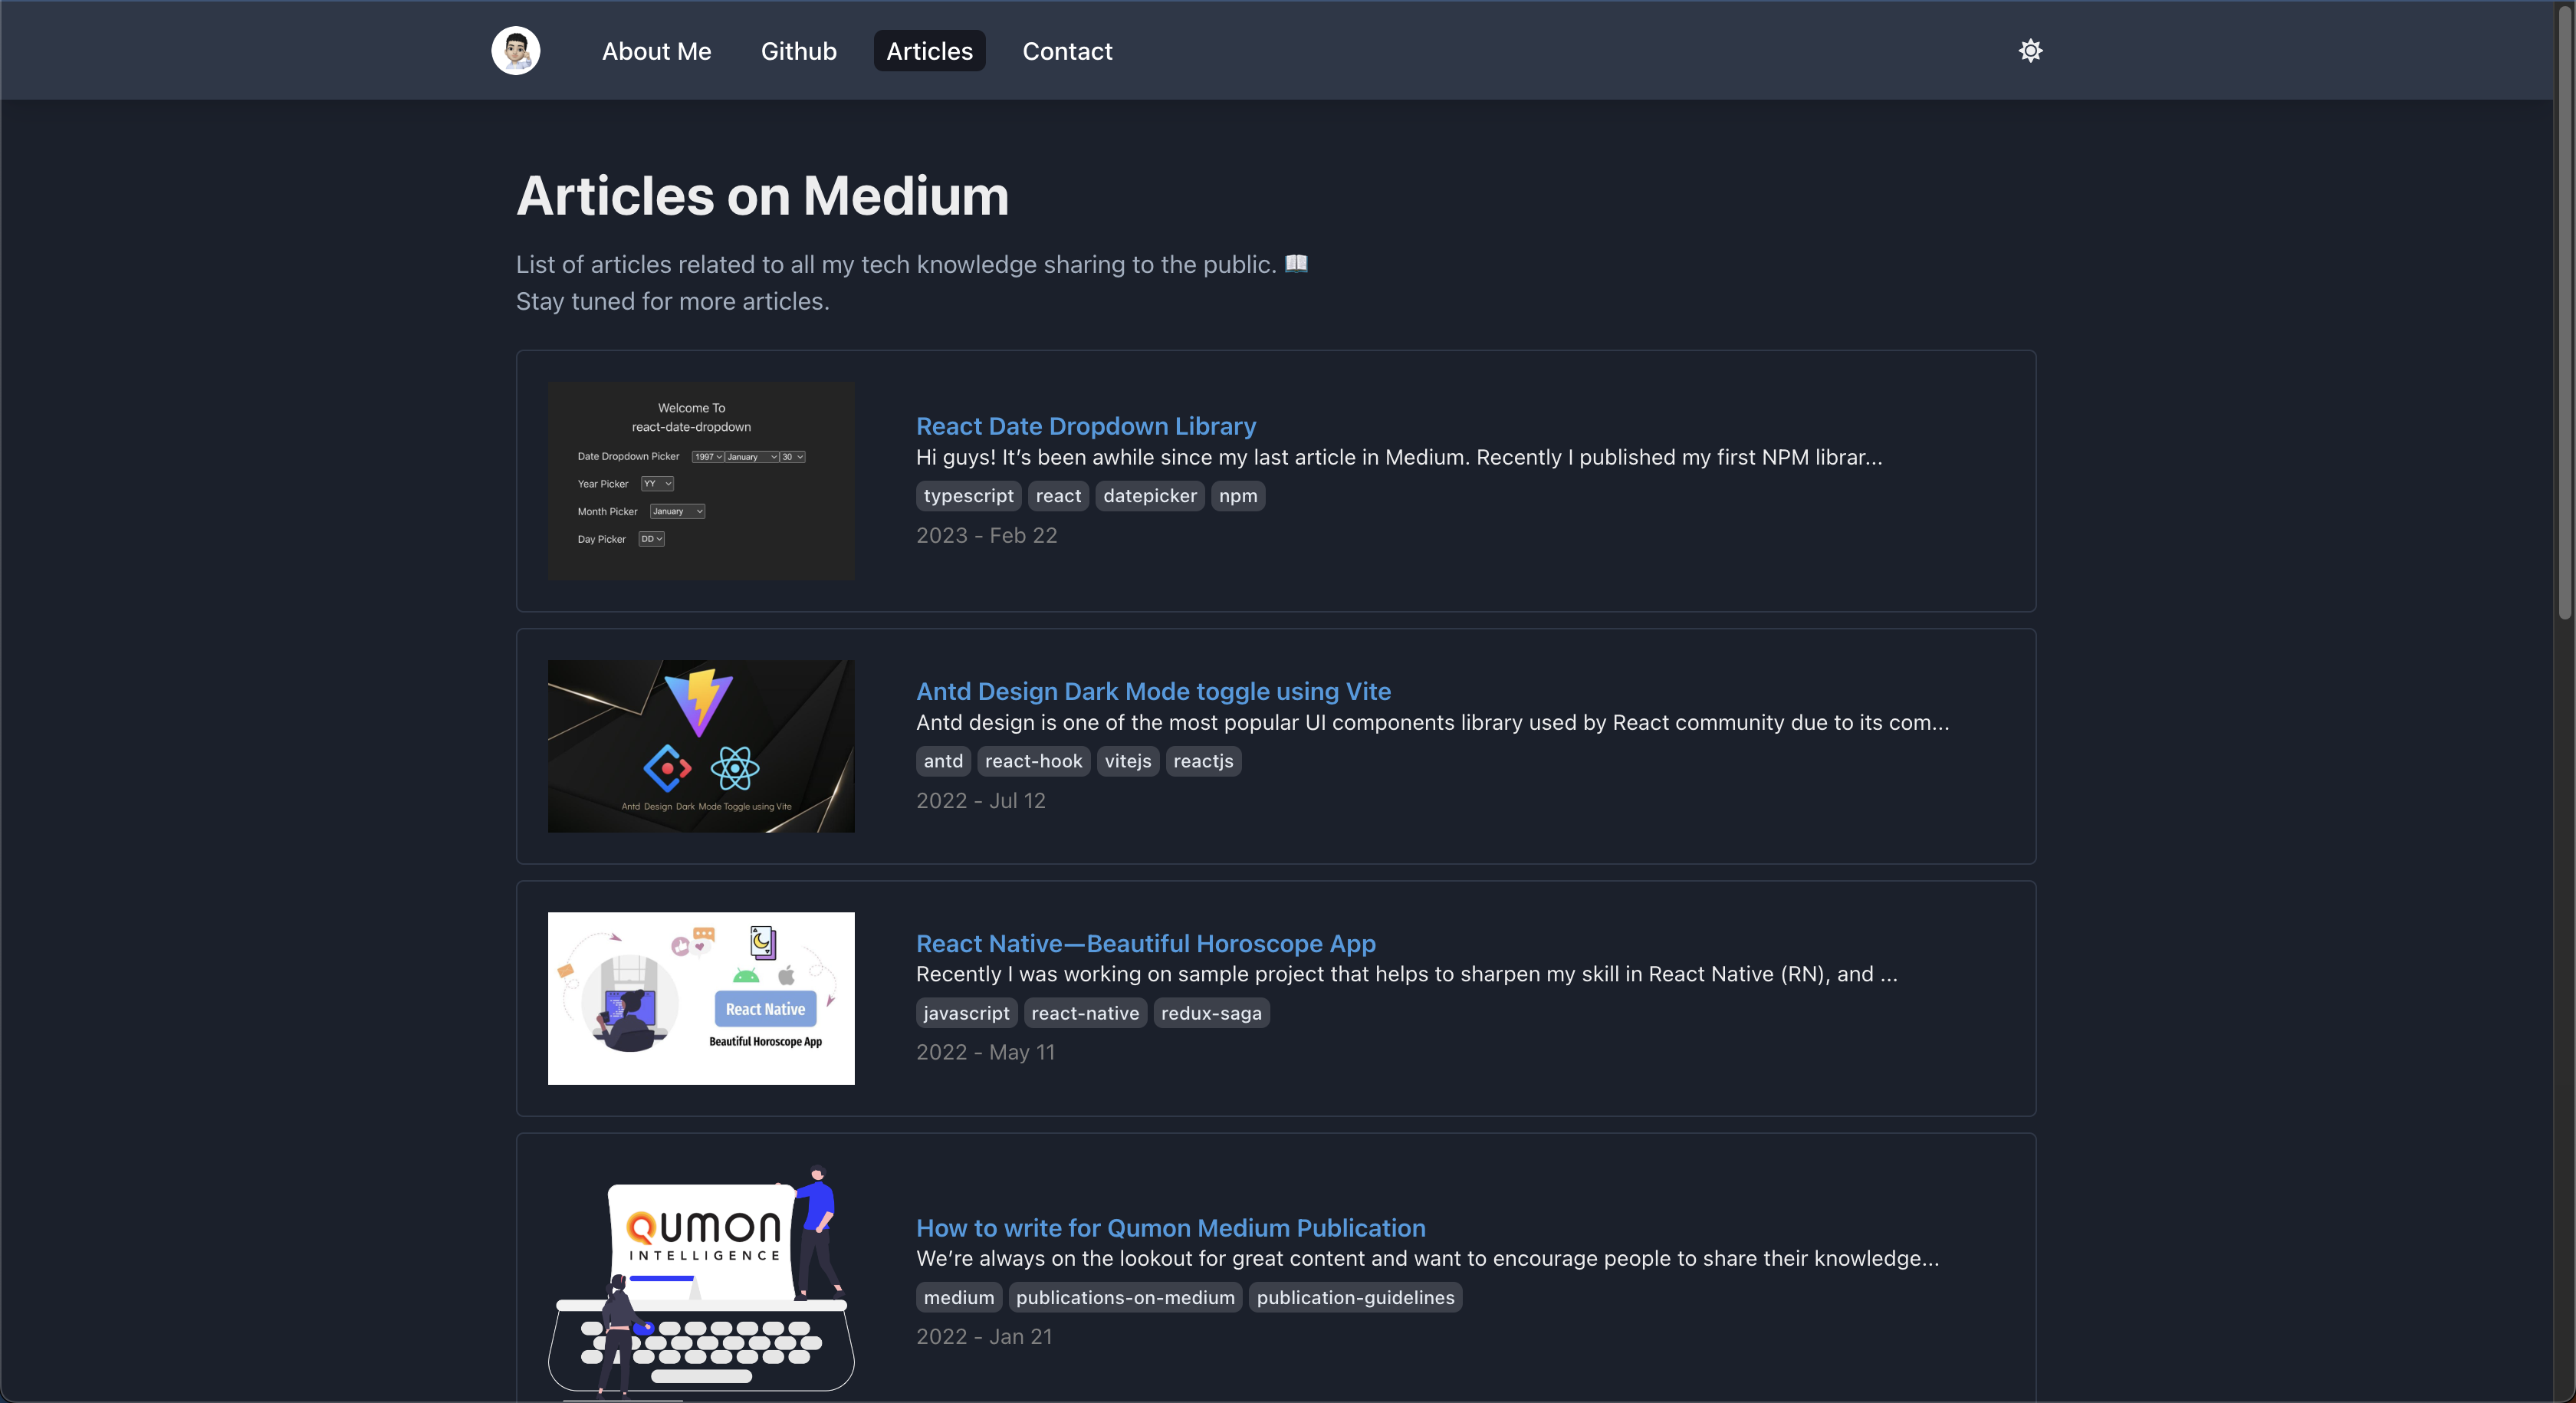 About Me Github Articles Contact
Articles on Medium
List of articles related to all my tech knowledge sharing to the public. 📖
Stay tuned for more articles.
Welcome To
react-date-dropdown
Date Dropdown Picker 1997 January 30
Year Picker YY
Month Picker January
Day Picker DD
React Date Dropdown Library
Hi guys! It’s been awhile since my last article in Medium. Recently I published my first NPM librar...
typescript react datepicker npm
2023 - Feb 22
Antd Design Dark Mode Toggle using Vite
Antd Design Dark Mode toggle using Vite
Antd design is one of the most popular UI components library used by React community due to its com...
antd react-hook vitejs reactjs
2022 - Jul 12
React Native
Beautiful Horoscope App
React Native—Beautiful Horoscope App
Recently I was working on sample project that helps to sharpen my skill in React Native (RN), and ...
javascript react-native redux-saga
2022 - May 11
QUMON
INTELLIGENCE
How to write for Qumon Medium Publication
We’re always on the lookout for great content and want to encourage people to share their knowledge...
medium publications-on-medium publication-guidelines
2022 - Jan 21